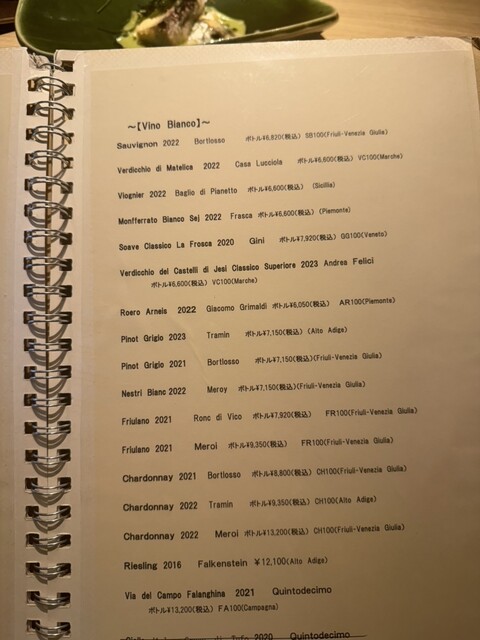 ～【Vino Bianco】～
Sauvignon 2022 Bortlosso ボトル¥6,820(税込) SB100(Friuli-Venezia Giulia)
Verdicchio di Matelica 2022 Casa Lucciola ボトル¥6,600(税込) VC100(Marche)
Viognier 2022 Baglio di Pianetto ボトル¥6,600(税込) (Sicilia)
Monfferrato Bianco Sej 2022 Frasca ボトル¥6,600(税込) (Piemonte)
Soave Classico La Frosca 2020 Gini ボトル¥7,920(税込) GG100(Veneto)
Verdicchio del Castelli di Jesi Classico Superiore 2023 Andrea Felici
ボトル¥6,600(税込) VC100(Marche)
Roero Arneis 2022 Giacomo Grimaldi ボトル¥6,050(税込) AR100(Piemonte)
Pinot Grigio 2023 Tramin ボトル¥7,150(税込) (Alto Adige)
Pinot Grigio 2021 Bortlosso ボトル¥7,150(税込)(Friuli-Venezia Giulia)
Nestri Bianc 2022 Meroy ボトル¥7,150(税込)(Friuli-Venezia Giulia)
Friulano 2021 Ronc di Vico ボトル¥7,920(税込) FR100(Friuli-Venezia Giulia)
Friulano 2021 Meroi ボトル¥9,350(税込) FR100(Friuli-Venezia Giulia)
Chardonnay 2021 Bortlosso ボトル¥8,800(税込) CH100(Friuli-Venezia Giulia)
Chardonnay 2022 Tramin ボトル¥9,350(税込) CH100(Alto Adige)
Chardonnay 2022 Meroi ボトル¥13,200(税込) CH100(Friuli-Venezia Giulia)
Riesling 2016 Falkenstein ¥12,100(Alto Adige)
Via del Campo Falanghina 2021 Quintodecimo
ボトル¥13,200(税込) FA100(Campagna)
di Tufo 2020 Quintodecimo